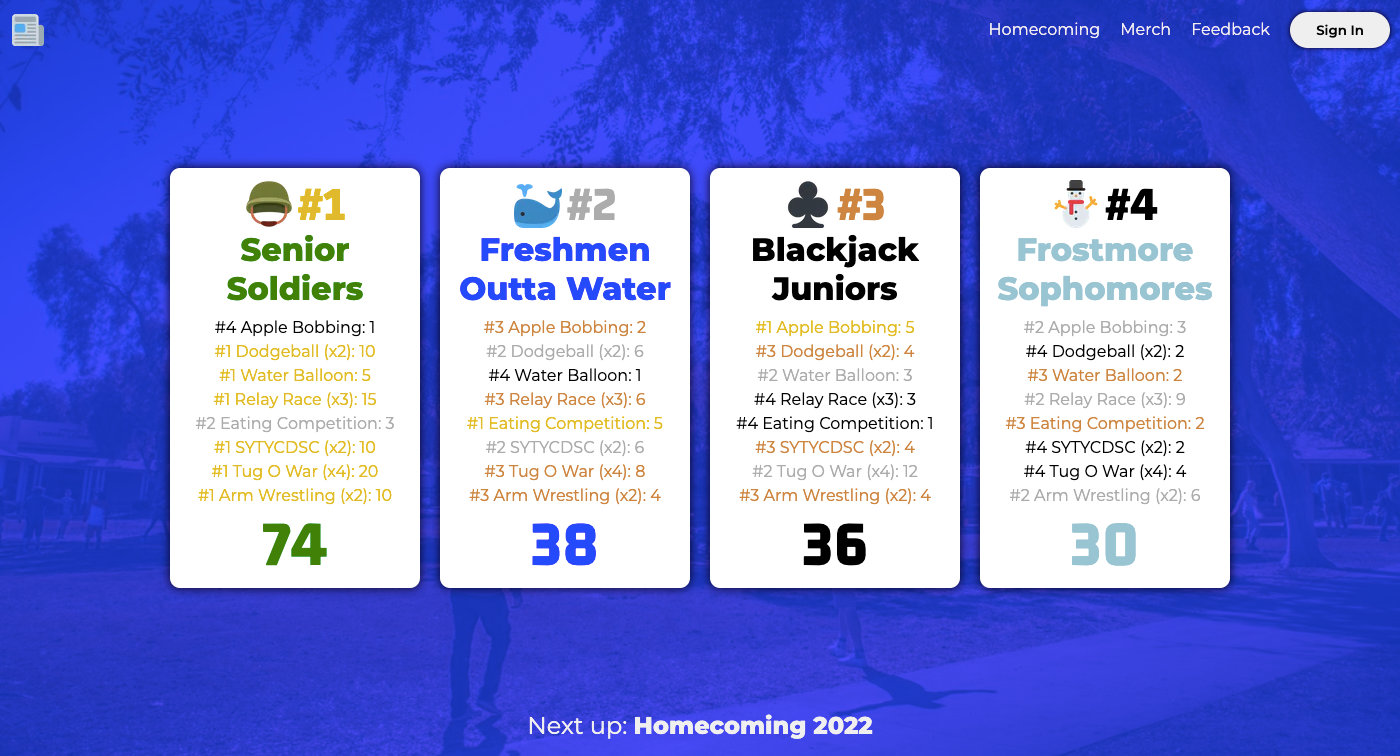 Homecoming Merch Feedback Sign In
#1
Senior
Soldiers
#4 Apple Bobbing: 1
#1 Dodgeball (x2): 10
#1 Water Balloon: 5
#1 Relay Race (x3): 15
#2 Eating Competition: 3
#1 SYTYCDSC (x2): 10
#1 Tug O War (x4): 20
#1 Arm Wrestling (x2): 10
74
#2
Freshmen
Outta Water
#3 Apple Bobbing: 2
#2 Dodgeball (x2): 6
#4 Water Balloon: 1
#3 Relay Race (x3): 6
#1 Eating Competition: 5
#2 SYTYCDSC (x2): 6
#3 Tug O War (x4): 8
#3 Arm Wrestling (x2): 4
38
#3
Blackjack
Juniors
#1 Apple Bobbing: 5
#3 Dodgeball (x2): 4
#2 Water Balloon: 3
#4 Relay Race (x3): 3
#4 Eating Competition: 1
#3 SYTYCDSC (x2): 4
#2 Tug O War (x4): 12
#3 Arm Wrestling (x2): 4
36
#4
Frostmore
Sophomores
#2 Apple Bobbing: 3
#4 Dodgeball (x2): 2
#3 Water Balloon: 2
#2 Relay Race (x3): 9
#3 Eating Competition: 2
#4 SYTYCDSC (x2): 2
#4 Tug O War (x4): 4
#2 Arm Wrestling (x2): 6
30
Next up: Homecoming 2022